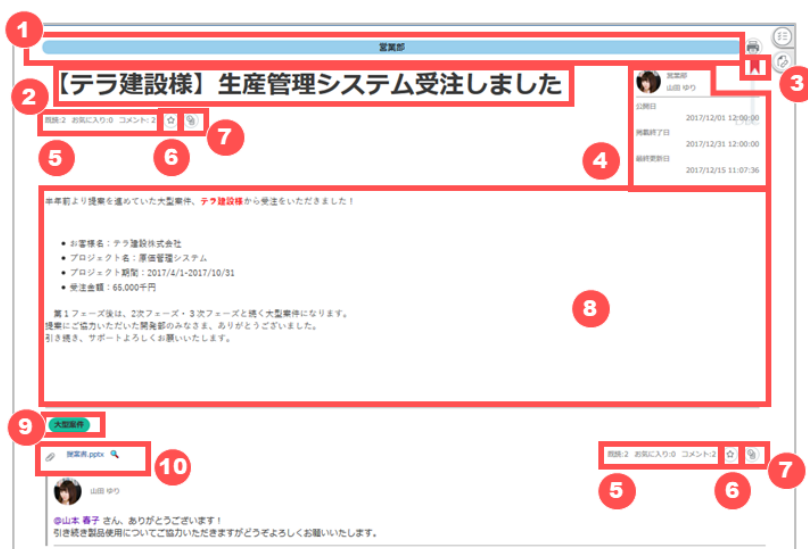 1
営業部
3
2
【テラ建設様】生産管理システム受注しました
営業部
山田 ゆり
公開日
2017/12/01 12:00:00
掲載終了日
2017/12/31 12:00:00
最終更新日
2017/12/15 11:07:36
4
既読:2 お気に入り:0 コメント:2
5
6
7
半年前より提案を進めていた大型案件、テラ建設様から受注をいただきました！
• お客様名：テラ建設株式会社
• プロジェクト名：原価管理システム
• プロジェクト期間：2017/4/1-2017/10/31
• 受注金額：65,000千円
8
第１フェーズ後は、2次フェーズ・３次フェーズと続く大型案件になります。
提案にご協力いただいた開発部のみなさま、ありがとうございました。
引き続き、サポートよろしくお願いいたします。
9
大型案件
提案書.pptx
10
既読:2 お気に入り:0 コメント:2
5
6
7
山田 ゆり
@山本 春子 さん、ありがとうございます！
引き続き製品使用についてご協力いただきますがどうぞよろしくお願いいたします。